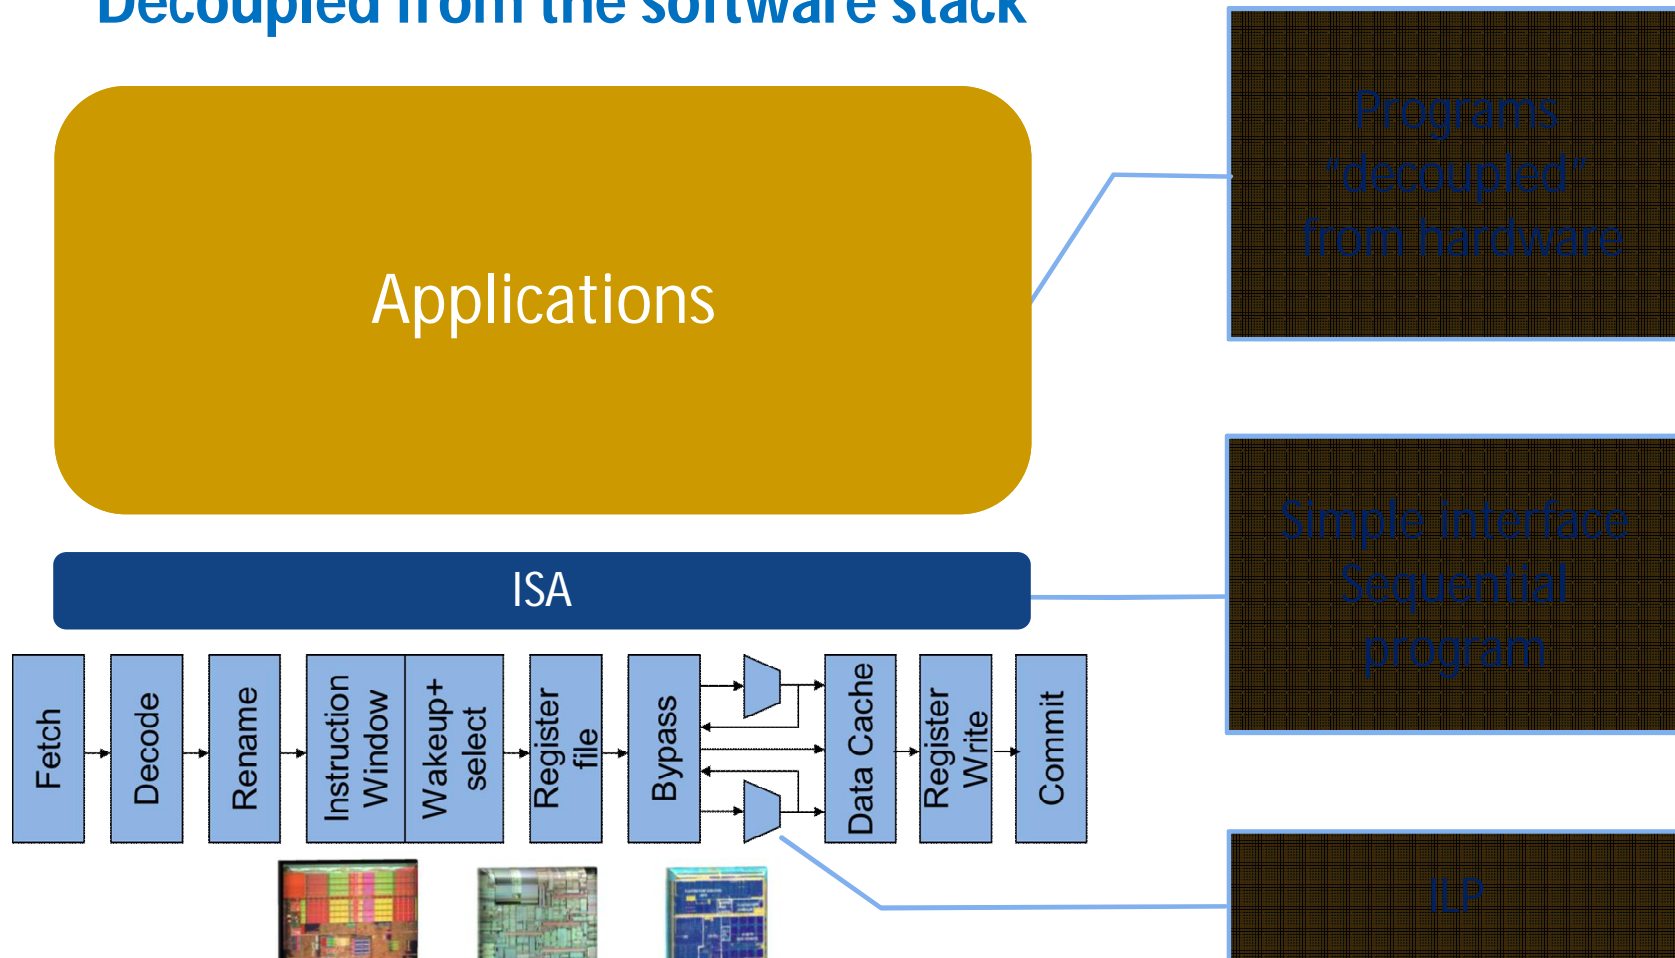 Decoupled from the software stack
Programs
“decoupled”
from hardware
Applications
Simple interface
Sequential
program
ISA
Fetch
Decode
Rename
Instruction
Window
Wakeup+
select
Register
file
Bypass
Data Cache
Register
Write
Commit
ILP